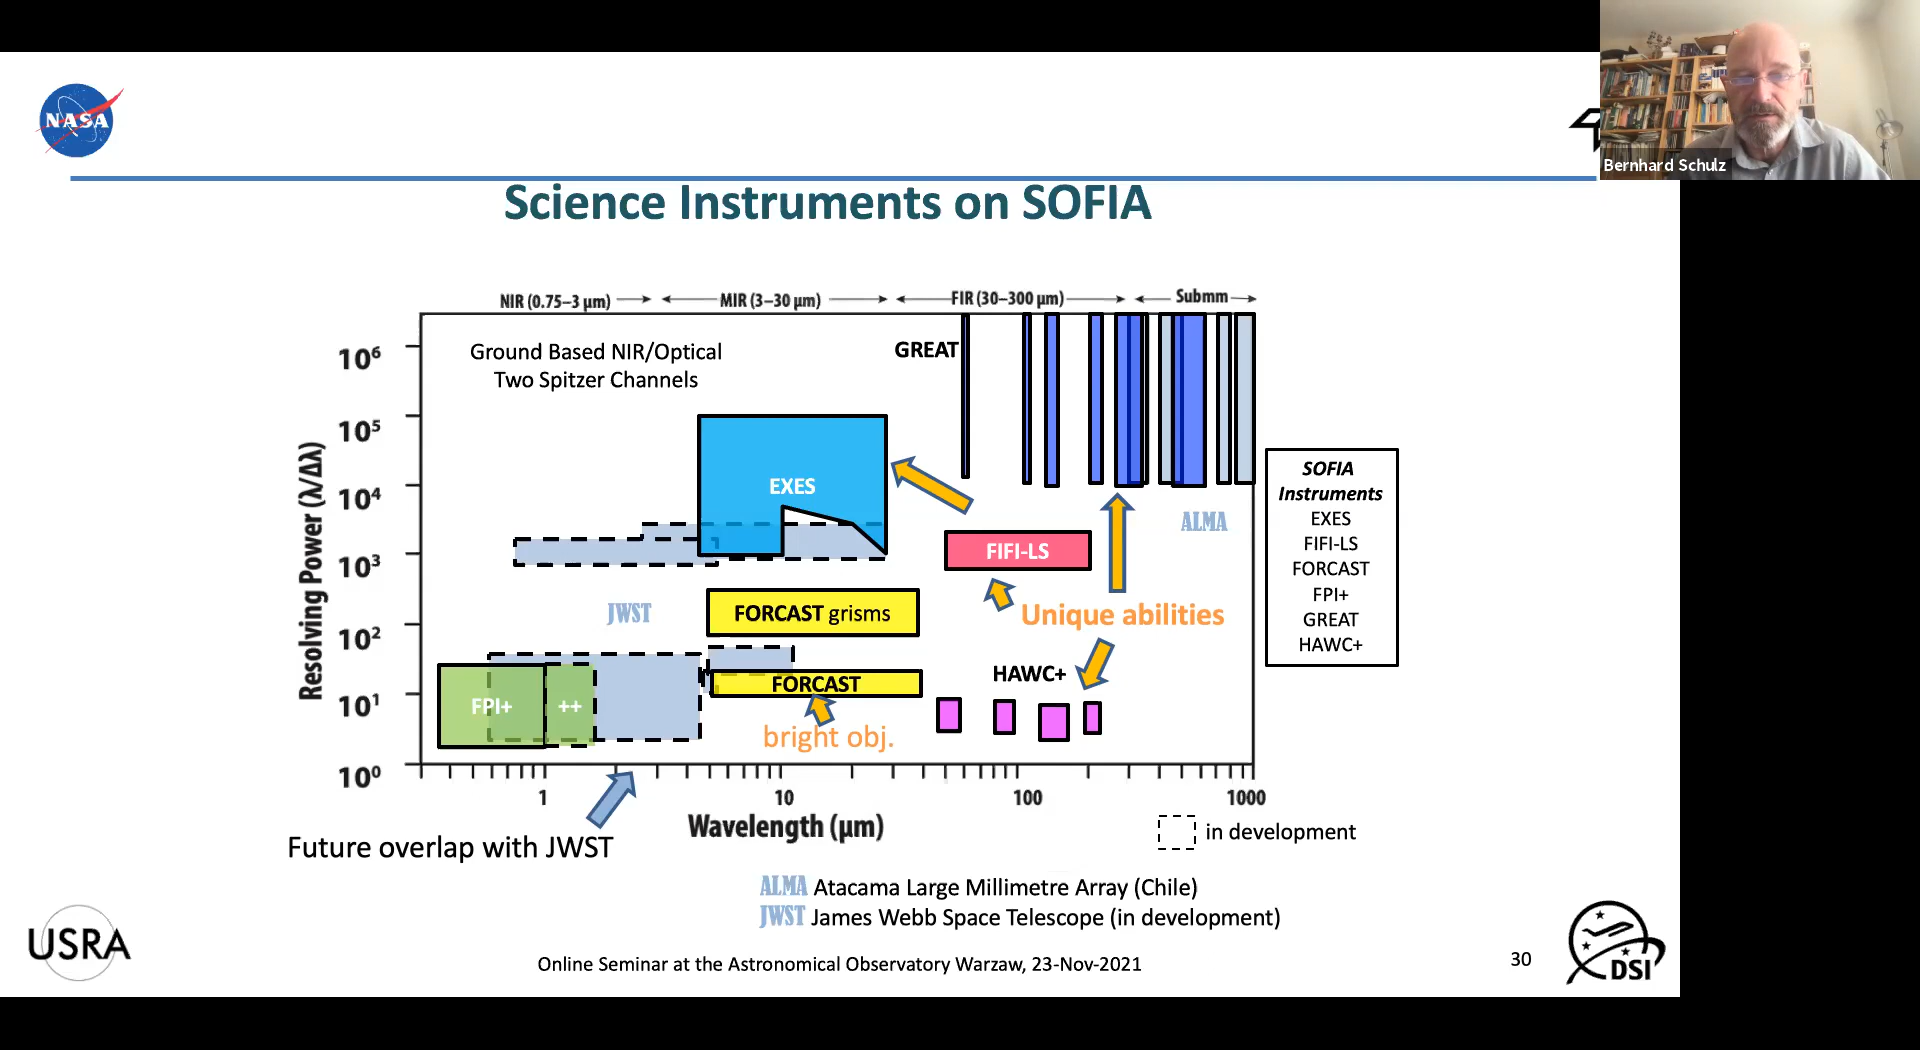 NASA
Bernhard Schulz
Science Instruments on SOFIA
NIR (0.75–3 µm)
MIR (3–30 µm)
FIR (30–300 µm)
Submm
Ground Based NIR/Optical
Two Spitzer Channels
GREAT
EXES
ALMA
FIFI-LS
JWST
FORCAST grisms
Unique abilities
HAWC+
FORCAST
FPI+
++
bright obj.
Resolving Power (λ/Δλ)
10⁶
10⁵
10⁴
10³
10²
10¹
10⁰
1
10
100
1000
Wavelength (µm)
SOFIA
Instruments
EXES
FIFI-LS
FORCAST
FPI+
GREAT
HAWC+
Future overlap with JWST
in development
ALMA Atacama Large Millimetre Array (Chile)
JWST James Webb Space Telescope (in development)
USRA
Online Seminar at the Astronomical Observatory Warzaw, 23-Nov-2021
30
DSI